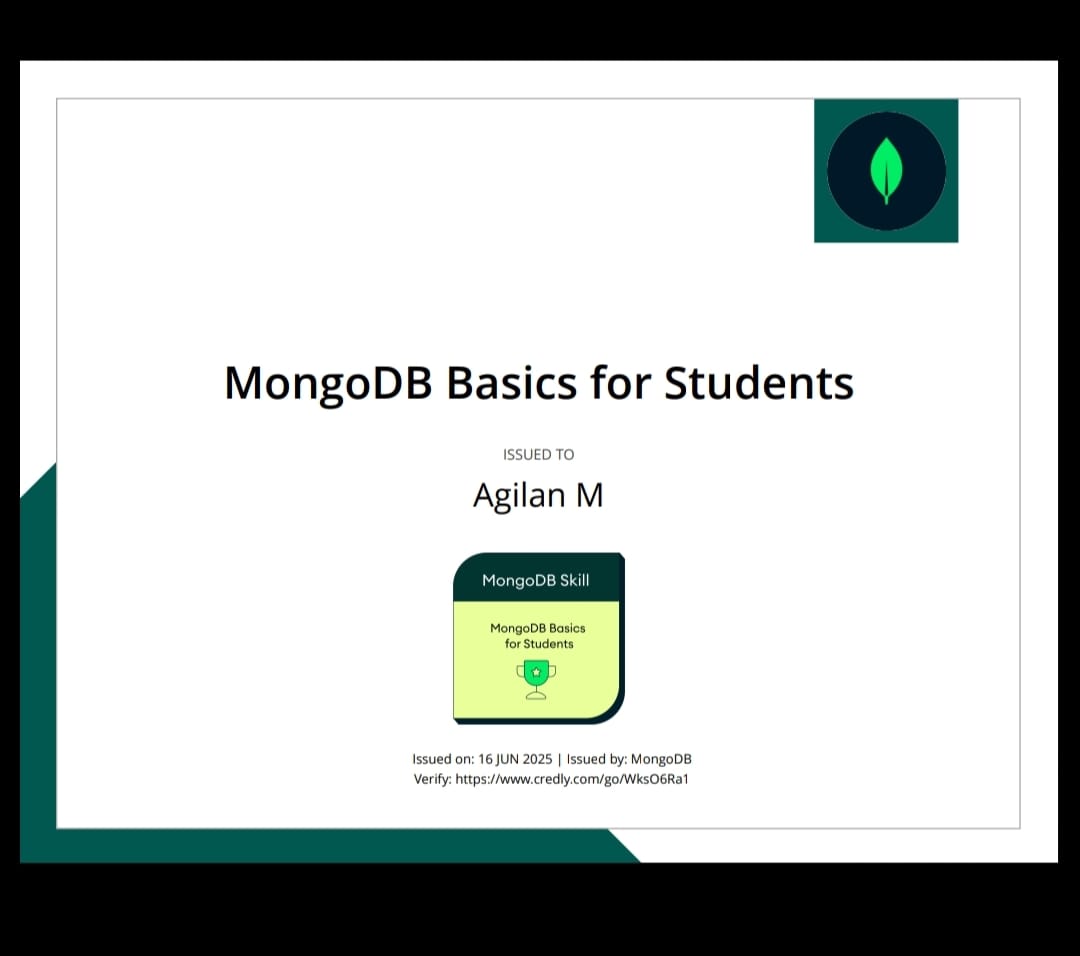 MongoDB Basics for Students
ISSUED TO
Agilan M
MongoDB Skill
MongoDB Basics
for Students
Issued on: 16 JUN 2025 | Issued by: MongoDB
Verify: https://www.credly.com/go/WksO6Ra1